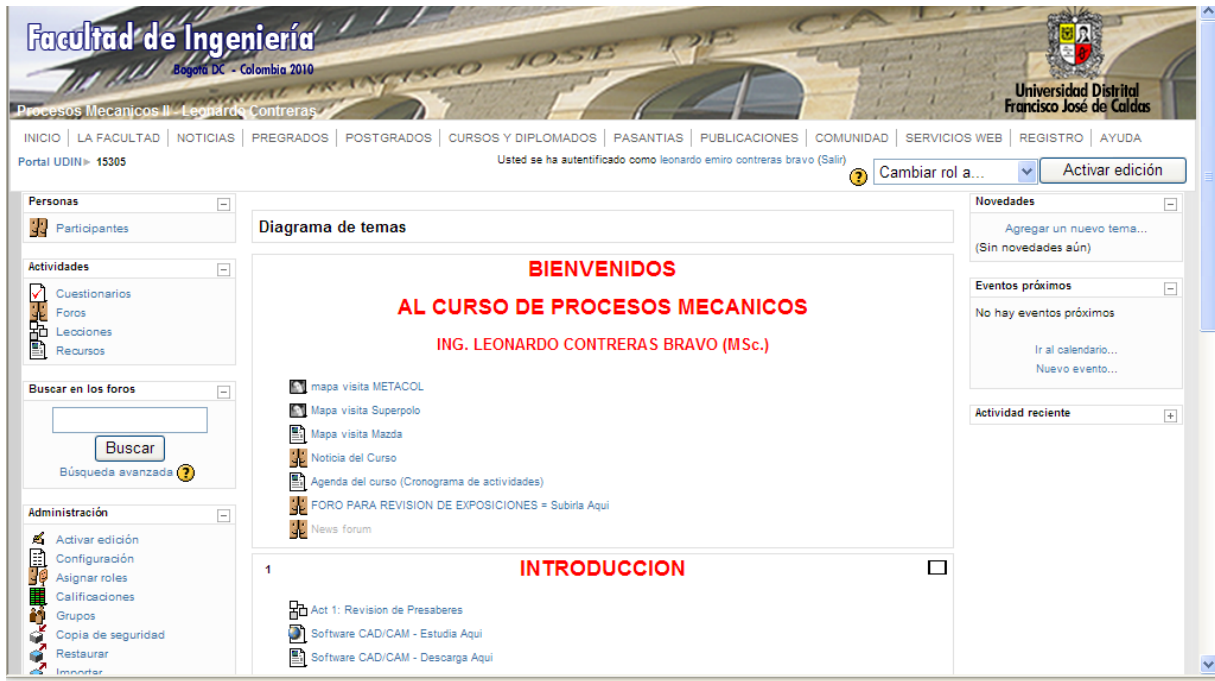 Facultad de Ingeniería
Bogota DC - Colombia 2010
JOSE DE CAL
FRANCISCO
Universidad Distrital
Francisco José de Caldas
Procesos Mecanicos II - Leonardo Contreras
INICIO | LA FACULTAD | NOTICIAS | PREGRADOS | POSTGRADOS | CURSOS Y DIPLOMADOS | PASANTIAS | PUBLICACIONES | COMUNIDAD | SERVICIOS WEB | REGISTRO | AYUDA
Portal UDIN ► 15305
Usted se ha autentificado como leonardo emiro contreras bravo (Salir)
Cambiar rol a...
Activar edición
Personas
Participantes
Actividades
Cuestionarios
Foros
Lecciones
Recursos
Buscar en los foros
Buscar
Búsqueda avanzada
Administración
Activar edición
Configuración
Asignar roles
Calificaciones
Grupos
Copia de seguridad
Restaurar
Importar
Diagrama de temas
BIENVENIDOS
AL CURSO DE PROCESOS MECANICOS
ING. LEONARDO CONTRERAS BRAVO (MSc.)
mapa visita METACOL
Mapa visita Superpolo
Mapa visita Mazda
Noticia del Curso
Agenda del curso (Cronograma de actividades)
FORO PARA REVISION DE EXPOSICIONES = Subirla Aqui
News forum
1
INTRODUCCION
Act 1: Revision de Presaberes
Software CAD/CAM - Estudia Aqui
Software CAD/CAM - Descarga Aqui
Novedades
Agregar un nuevo tema...
(Sin novedades aún)
Eventos próximos
No hay eventos próximos
Ir al calendario...
Nuevo evento...
Actividad reciente